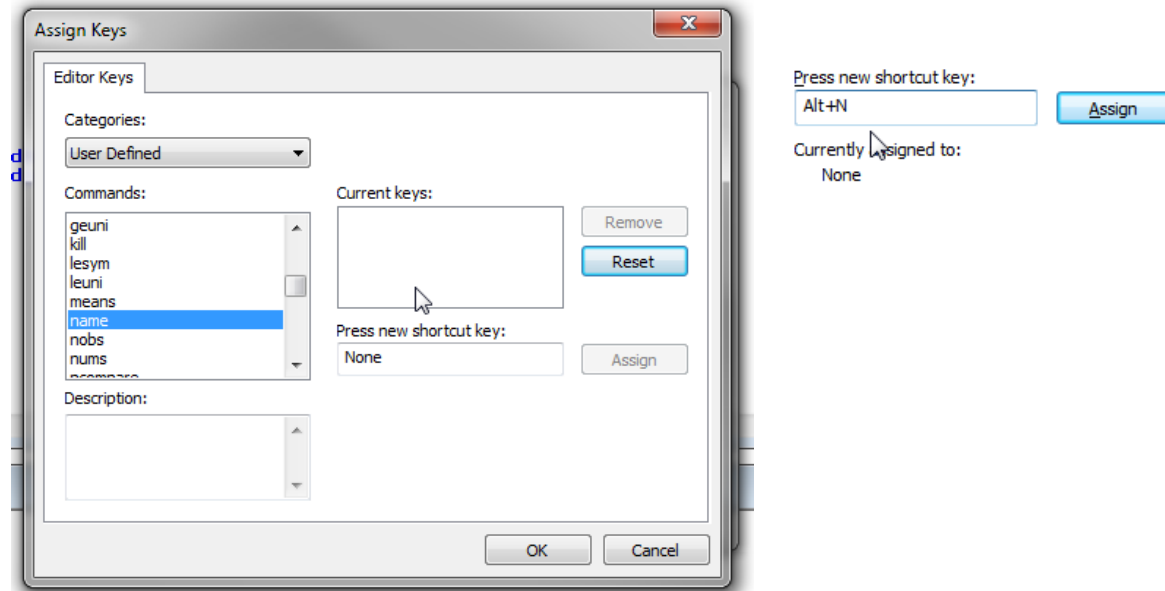 Assign Keys
X
Editor Keys
Categories:
User Defined
Commands:
geuni
kill
lesym
leuni
means
name
nobs
nums
ncompare
Current keys:
Remove
Reset
Press new shortcut key:
None
Assign
Description:
OK
Cancel
d
d
Press new shortcut key:
Alt+N
Assign
Currently assigned to:
None